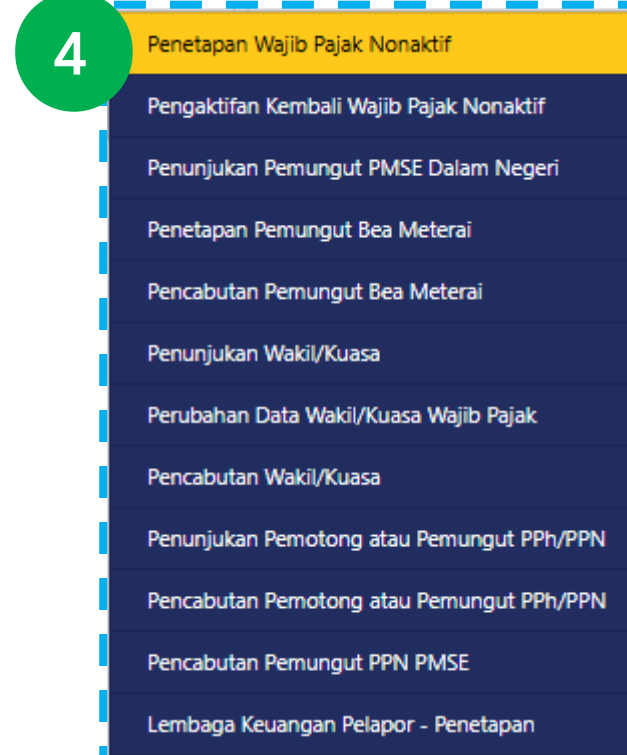 4
Penetapan Wajib Pajak Nonaktif
Pengaktifan Kembali Wajib Pajak Nonaktif
Penunjukan Pemungut PMSE Dalam Negeri
Penetapan Pemungut Bea Meterai
Pencabutan Pemungut Bea Meterai
Penunjukan Wakil/Kuasa
Perubahan Data Wakil/Kuasa Wajib Pajak
Pencabutan Wakil/Kuasa
Penunjukan Pemotong atau Pemungut PPh/PPN
Pencabutan Pemotong atau Pemungut PPh/PPN
Pencabutan Pemungut PPN PMSE
Lembaga Keuangan Pelapor - Penetapan